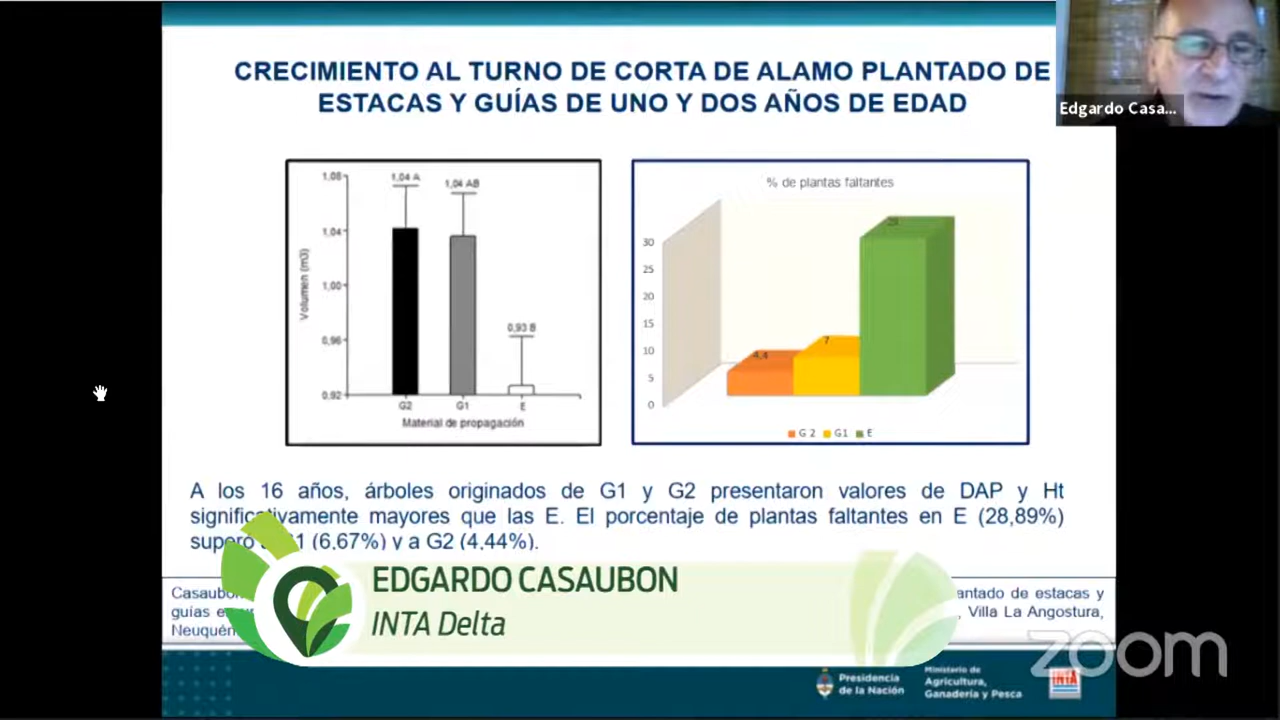 CRECIMIENTO AL TURNO DE CORTA DE ALAMO PLANTADO DE
ESTACAS Y GUÍAS DE UNO Y DOS AÑOS DE EDAD
Edgardo Casa...
1,08
1,04
1,00
0,96
0,92
Volumen (m3)
1,04 A
1,04 AB
0,93 B
G2 G1 E
Material de propagación
% de plantas faltantes
30
25
20
15
10
5
0
4,4
7
G 2 G1 E
A los 16 años, árboles originados de G1 y G2 presentaron valores de DAP y Ht
significativamente mayores que las E. El porcentaje de plantas faltantes en E (28,89%)
superó a G1 (6,67%) y a G2 (4,44%).
EDGARDO CASAUBON
INTA Delta
Casaubon
guías
Neuquén
antado de estacas y
, Villa La Angostura,
zoom
Presidencia
de la Nación
Ministerio de
Agricultura,
Ganadería y Pesca
INTA